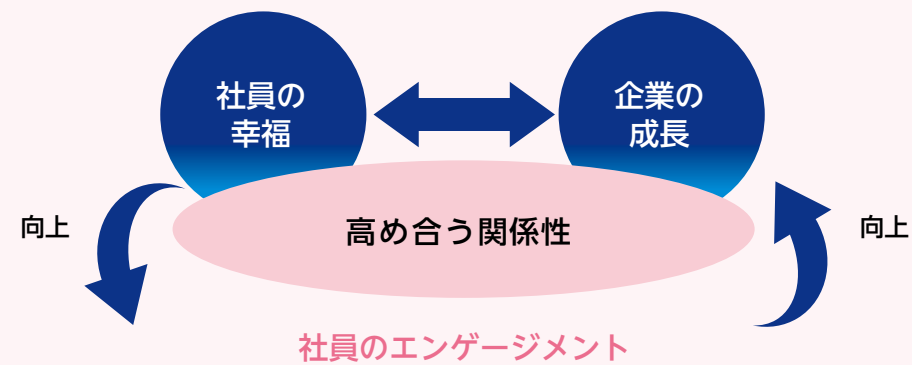 社員の
幸福
企業の
成長
向上
高め合う関係性
向上
社員のエンゲージメント